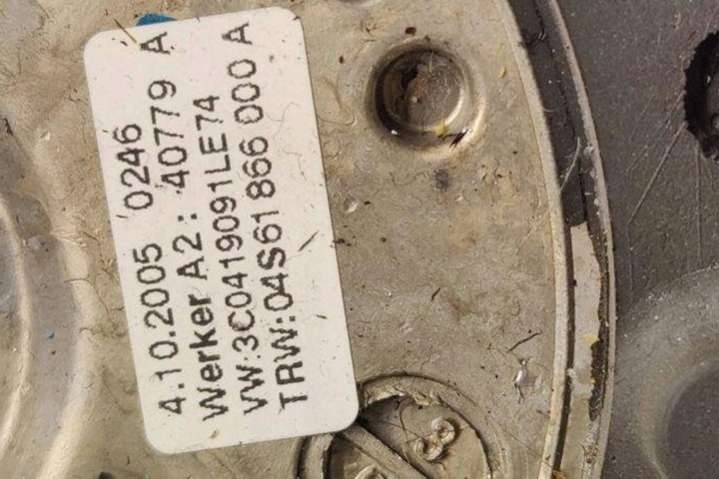 4.10.2005 0246
Werker A2: 40779 A
VW:3C0419091LE74
TRW:04S61 866 000 A